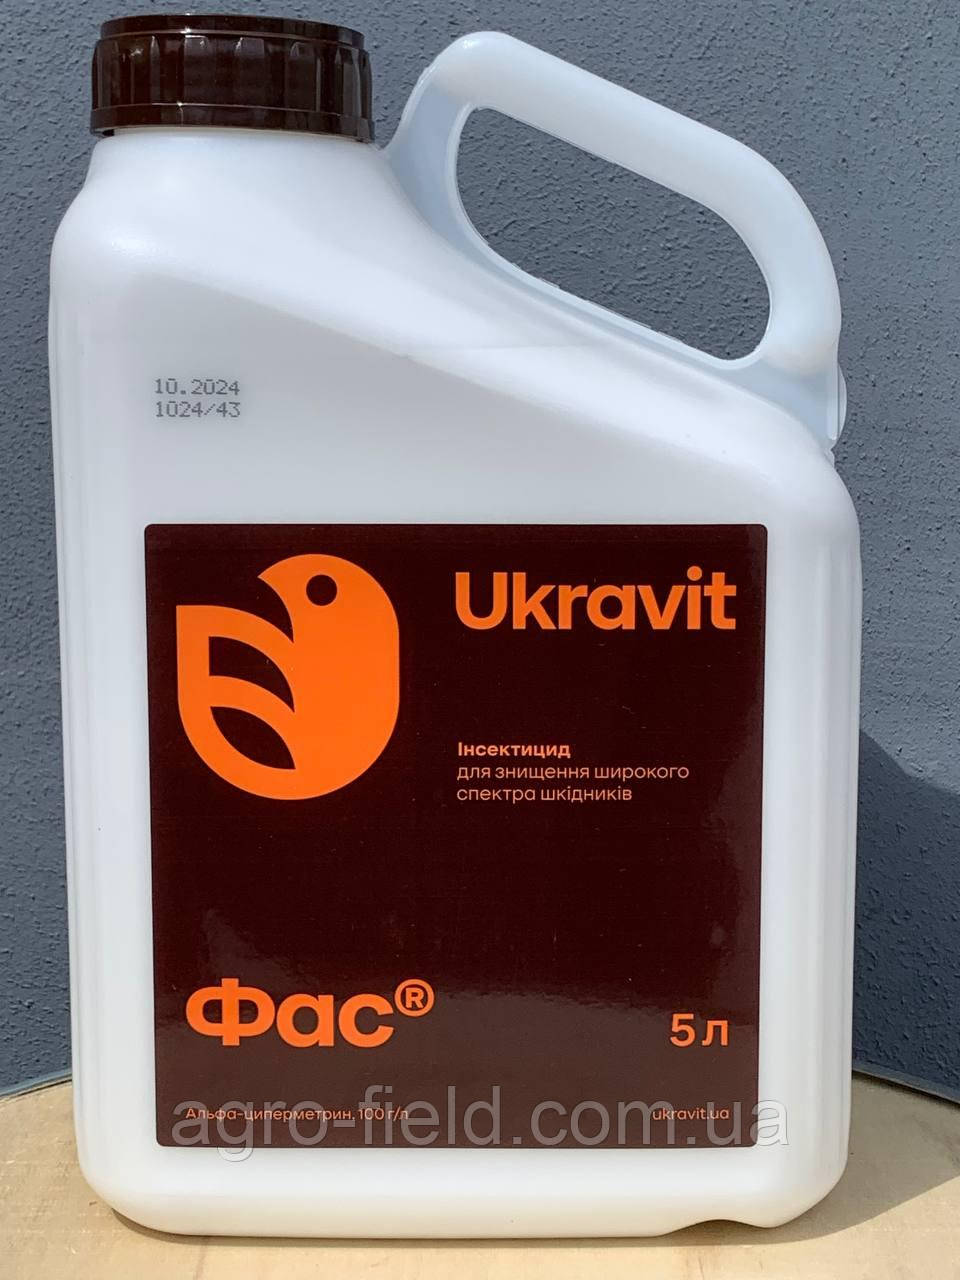 10.2024
1024/43
Ukravit
Інсектицид
для знищення широкого
спектра шкідників
Фас®
5 л
Альфа-циперметрин, 100 г/л
ukravit.ua
agro-field.com.ua